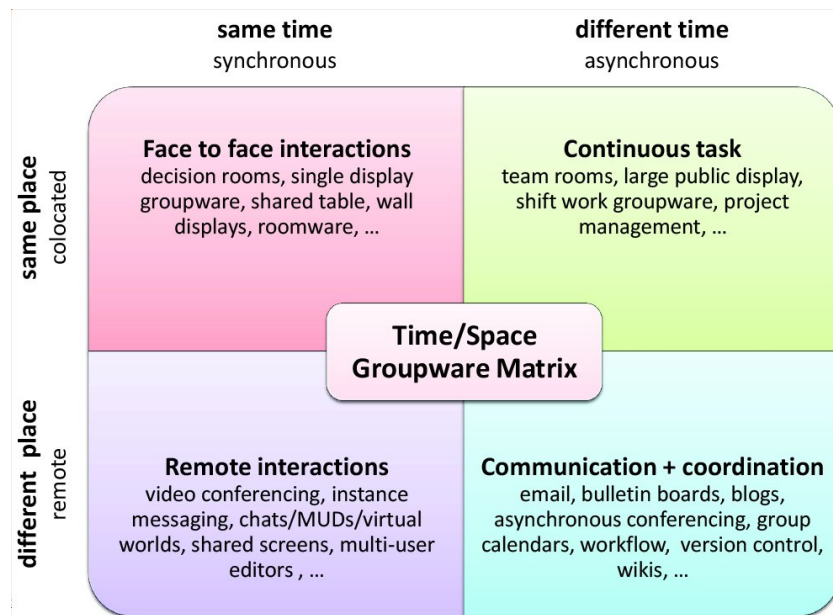 same time
synchronous
different time
asynchronous
same place
colocated
Face to face interactions
decision rooms, single display
groupware, shared table, wall
displays, roomware, ...
Continuous task
team rooms, large public display,
shift work groupware, project
management, ...
Time/Space
Groupware Matrix
different place
remote
Remote interactions
video conferencing, instance
messaging, chats/MUDs/virtual
worlds, shared screens, multi-user
editors , ...
Communication + coordination
email, bulletin boards, blogs,
asynchronous conferencing, group
calendars, workflow, version control,
wikis, ...